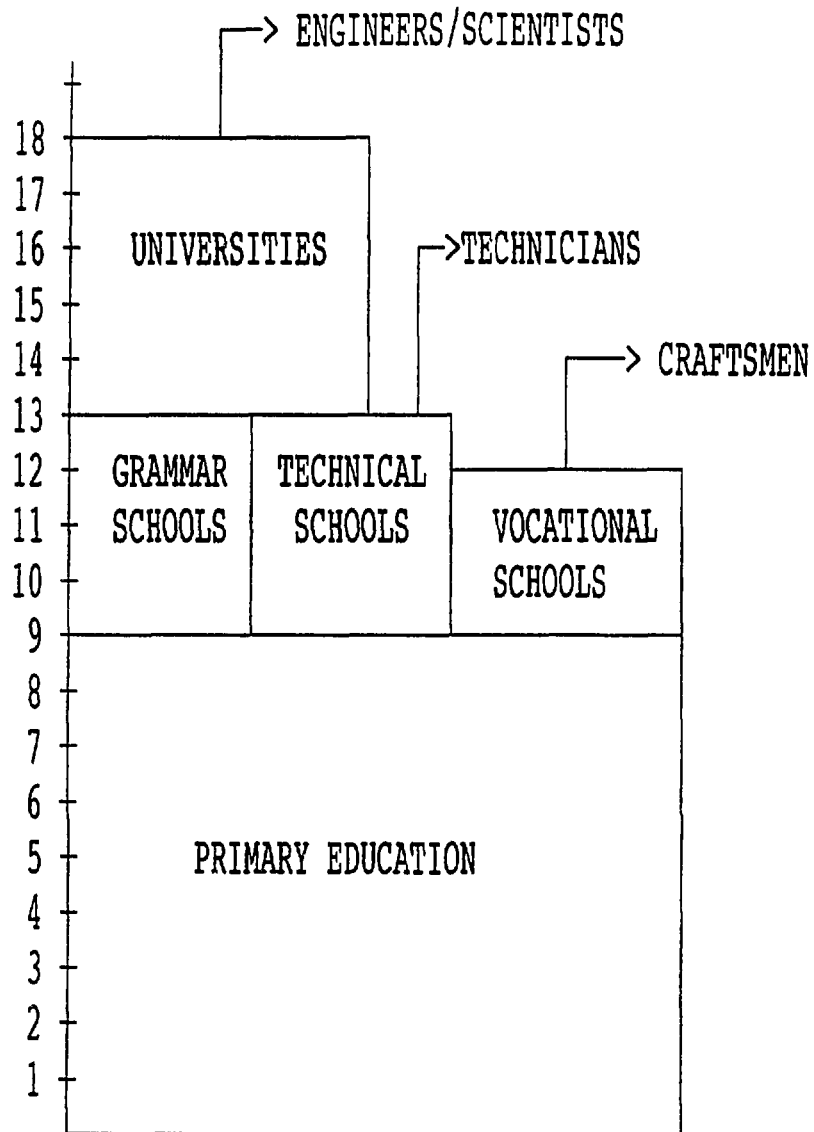 ENGINEERS/SCIENTISTS
18
17
UNIVERSITIES
16
TECHNICIANS
15
14
CRAFTSMEN
13
GRAMMAR
SCHOOLS
TECHNICAL
SCHOOLS
12
11
VOCATIONAL
SCHOOLS
10
9
8
7
6
5
PRIMARY EDUCATION
4
3
2
1